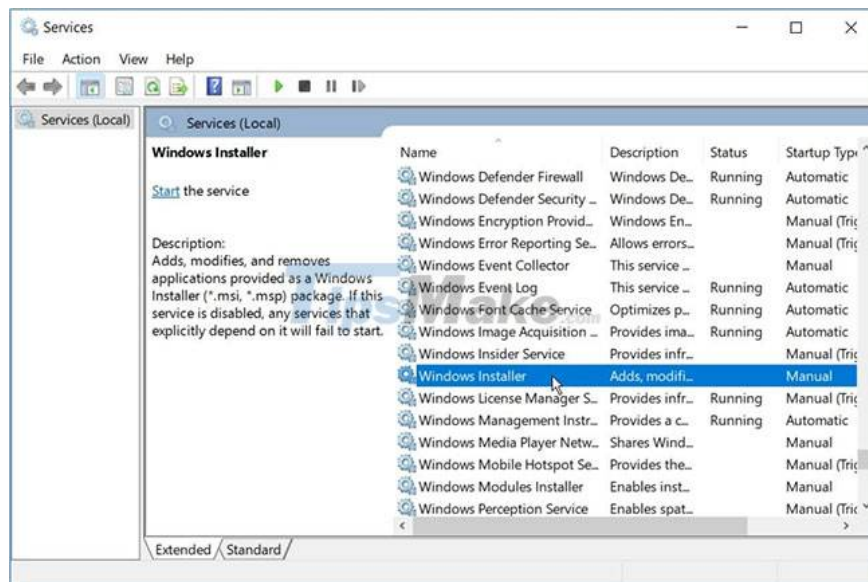 Services
File Action View Help
Services (Local)
Services (Local)
Windows Installer
Start the service
Description:
Adds, modifies, and removes
applications provided as a Windows
Installer (*.msi, *.msp) package. If this
service is disabled, any services that
explicitly depend on it will fail to start.
Name Description Status Startup Type
Windows Defender Firewall Windows De... Running Automatic
Windows Defender Security ... Windows De... Running Automatic
Windows Encryption Provid... Windows En... Manual (Trig
Windows Error Reporting Se... Allows errors... Manual (Trig
Windows Event Collector This service ... Manual
Windows Event Log This service ... Running Automatic
Windows Font Cache Service Optimizes p... Running Automatic
Windows Image Acquisition ... Provides ima... Running Automatic
Windows Insider Service Provides infr... Manual (Trig
Windows Installer Adds, modifi... Manual
Windows License Manager S... Provides infr... Running Manual (Trig
Windows Management Instr... Provides a c... Running Automatic
Windows Media Player Netw... Shares Wind... Manual
Windows Mobile Hotspot Se... Provides the... Manual (Trig
Windows Modules Installer Enables inst... Manual
Windows Perception Service Enables spat... Manual (Trig
TipsMake.com
Extended Standard